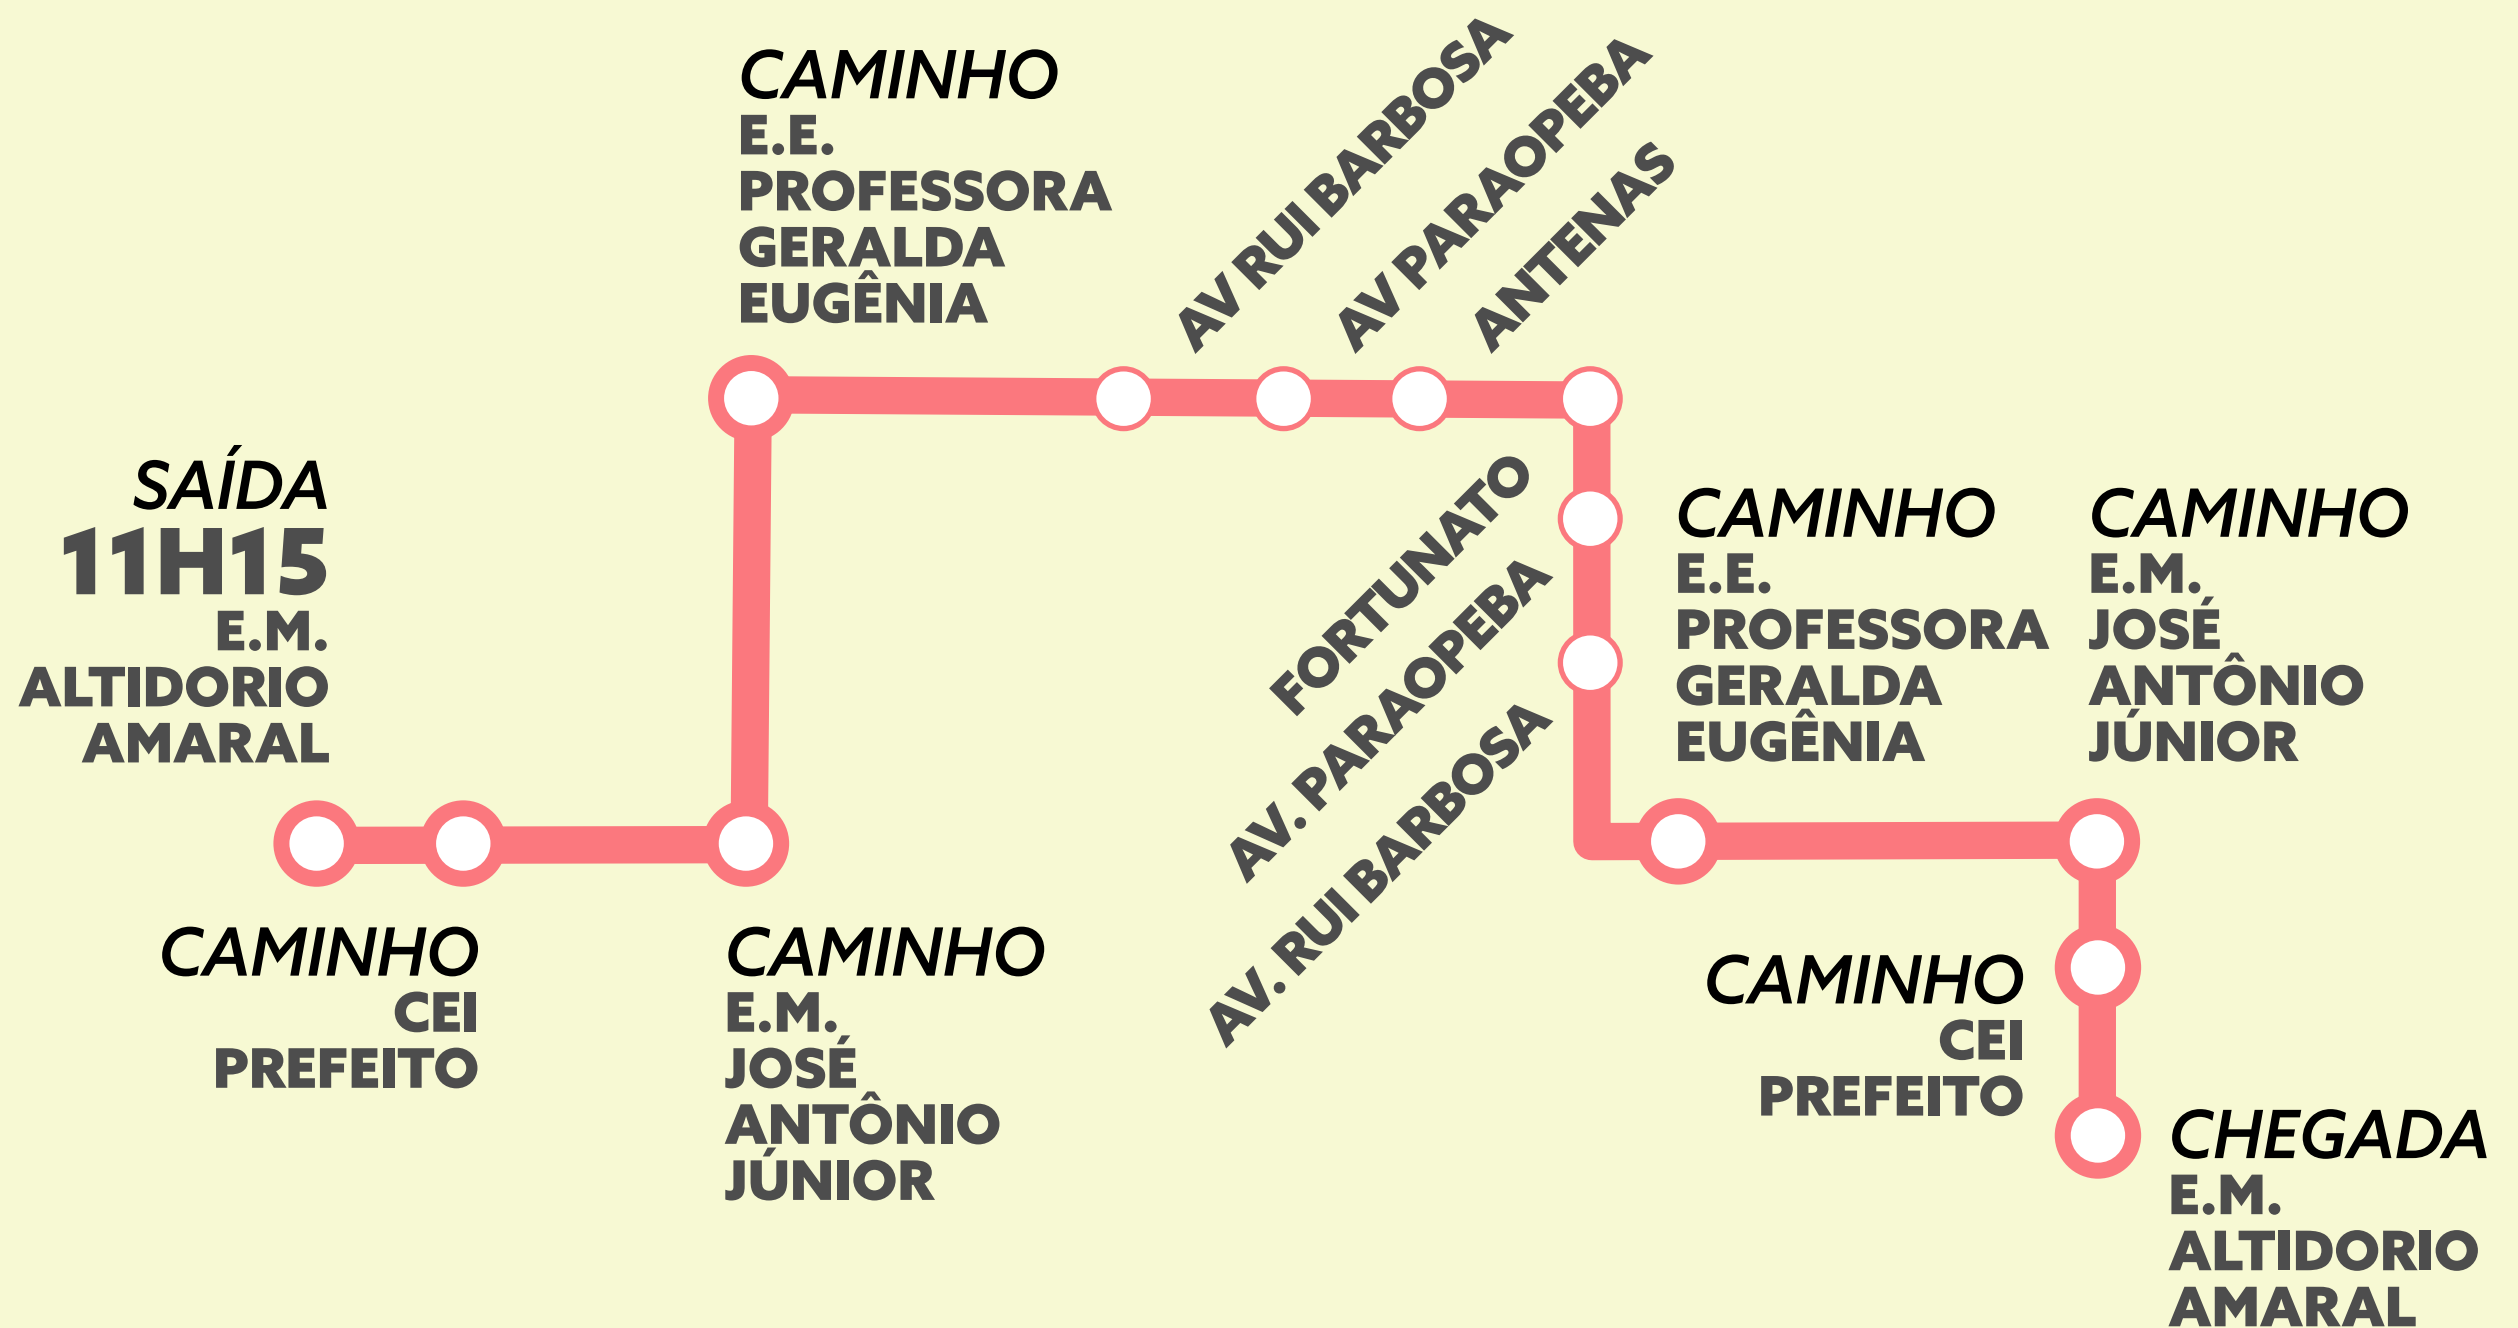 SAÍDA
11H15
E.M.
ALTIDORIO
AMARAL
CAMINHO
CEI
PREFEITO
CAMINHO
E.M.
JOSÉ
ANTÔNIO
JÚNIOR
CAMINHO
E.E.
PROFESSORA
GERALDA
EUGÊNIA
AV RUI BARBOSA
AV PARAOPEBA
ANTENAS
FORTUNATO
AV. PARAOPEBA
AV. RUI BARBOSA
CAMINHO
E.E.
PROFESSORA
GERALDA
EUGÊNIA
CAMINHO
E.M.
JOSÉ
ANTÔNIO
JÚNIOR
CAMINHO
CEI
PREFEITO
CHEGADA
E.M.
ALTIDORIO
AMARAL